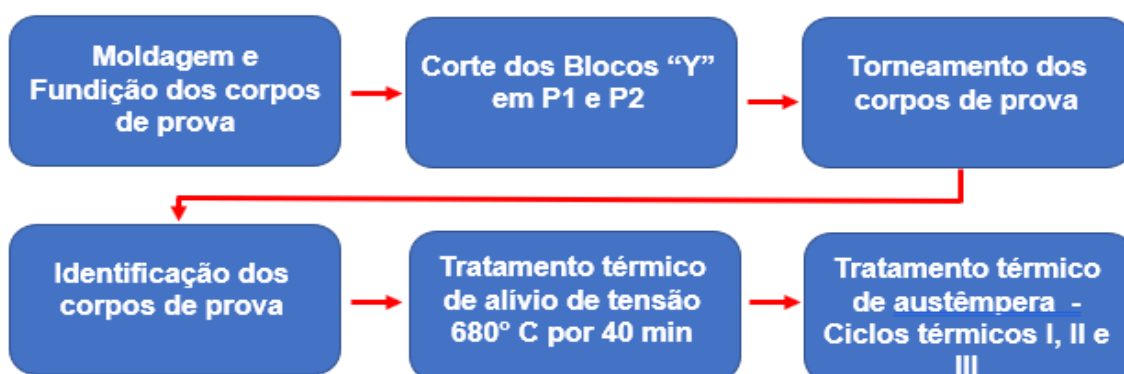 Moldagem e
Fundição dos corpos
de prova
Corte dos Blocos “Y”
em P1 e P2
Torneamento dos
corpos de prova
Identificação dos
corpos de prova
Tratamento térmico
de alívio de tensão
680° C por 40 min
Tratamento térmico
de austêmpera -
Ciclos térmicos I, II e
III